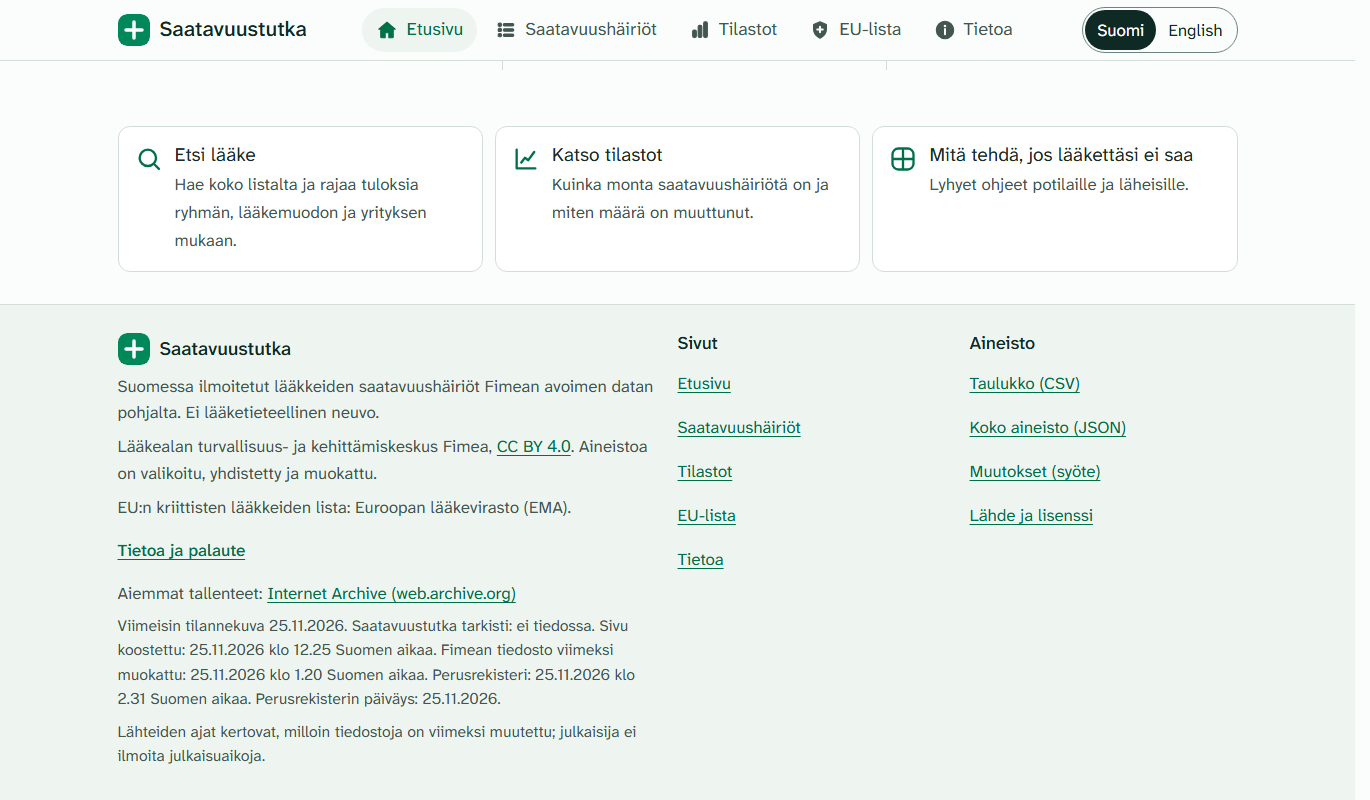 Saatavuustutka
Etusivu
Saatavuushäiriöt
Tilastot
EU-lista
Tietoa
Suomi
English
Etsi lääke
Hae koko listalta ja rajaa tuloksia
ryhmän, lääkemuodon ja yrityksen
mukaan.
Katso tilastot
Kuinka monta saatavuushäiriötä on ja
miten määrä on muuttunut.
Mitä tehdä, jos lääkettäsi ei saa
Lyhyet ohjeet potilaille ja läheisille.
Saatavuustutka
Suomessa ilmoitetut lääkkeiden saatavuushäiriöt Fimean avoimen datan
pohjalta. Ei lääketieteellinen neuvo.
Lääkealan turvallisuus- ja kehittämiskeskus Fimea, CC BY 4.0. Aineistoa
on valikoitu, yhdistetty ja muokattu.
EU:n kriittisten lääkkeiden lista: Euroopan lääkevirasto (EMA).
Tietoa ja palaute
Aiemmat tallenteet: Internet Archive (web.archive.org)
Viimeisin tilannekuva 25.11.2026. Saatavuustutka tarkisti: ei tiedossa. Sivu
koostettu: 25.11.2026 klo 12.25 Suomen aikaa. Fimean tiedosto viimeksi
muokattu: 25.11.2026 klo 1.20 Suomen aikaa. Perusrekisteri: 25.11.2026 klo
2.31 Suomen aikaa. Perusrekisterin päiväys: 25.11.2026.
Lähteiden ajat kertovat, milloin tiedostoja on viimeksi muutettu; julkaisija ei
ilmoita julkaisuaikoja.
Sivut
Etusivu
Saatavuushäiriöt
Tilastot
EU-lista
Tietoa
Aineisto
Taulukko (CSV)
Koko aineisto (JSON)
Muutokset (syöte)
Lähde ja lisenssi